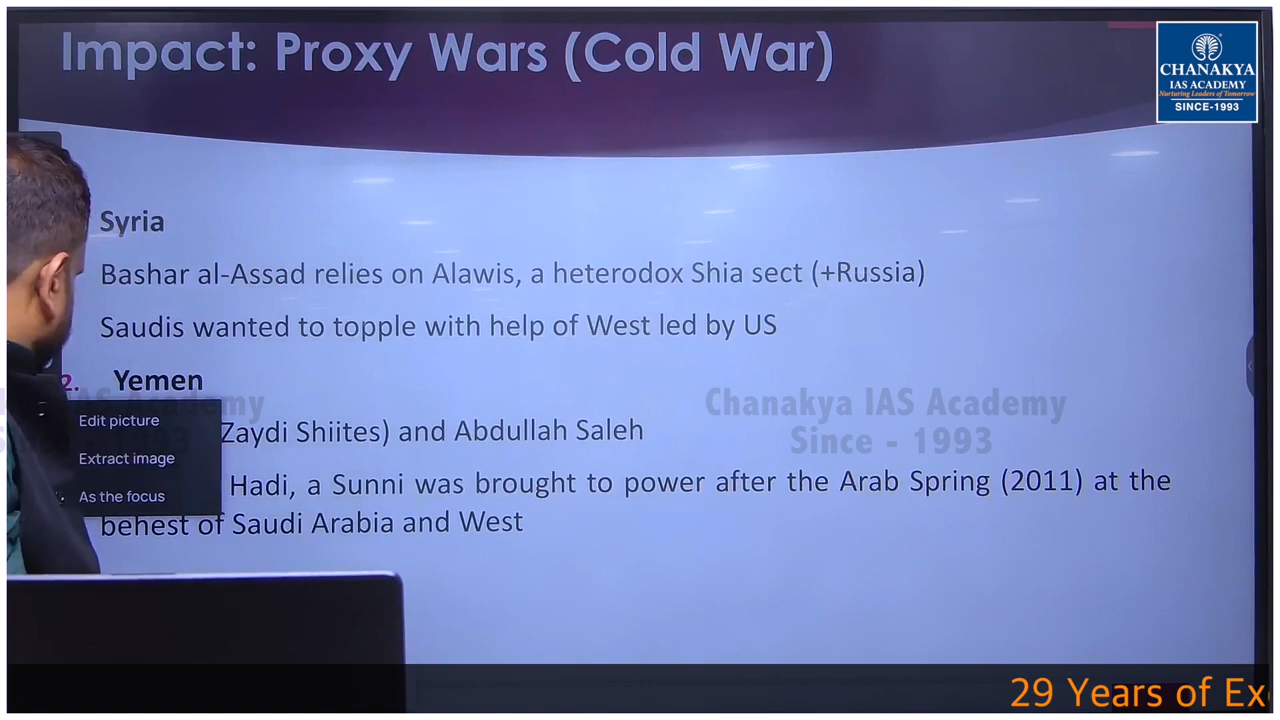 Impact: Proxy Wars (Cold War)
CHANAKYA
IAS ACADEMY
Nurturing Leaders of Tomorrow
SINCE-1993
Syria
Bashar al-Assad relies on Alawis, a heterodox Shia sect (+Russia)
Saudis wanted to topple with help of West led by US
2. Yemen
Chanakya IAS Academy
Since - 1993
Edit picture
Extract image
As the focus
Zaydi Shiites) and Abdullah Saleh
Hadi, a Sunni was brought to power after the Arab Spring (2011) at the
behest of Saudi Arabia and West
29 Years of